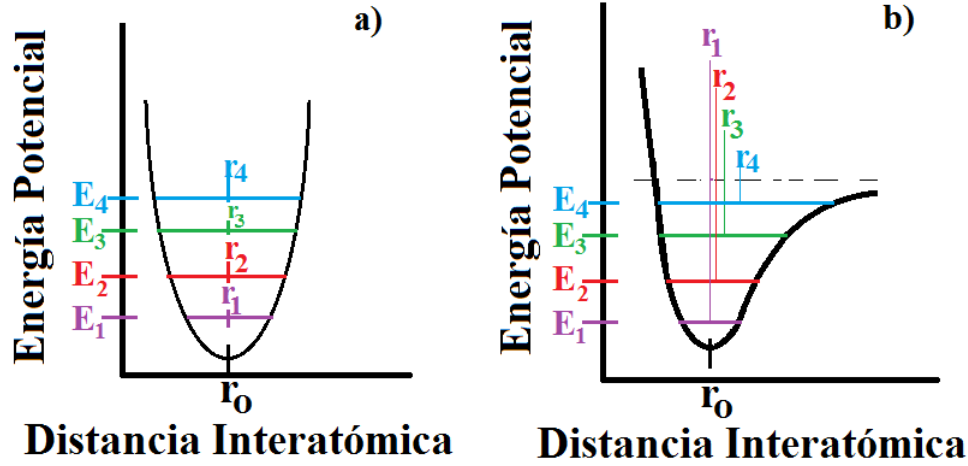 a)
Energía Potencial
r4
E4
r3
E3
r2
E2
r1
E1
ro
Distancia Interatómica
b)
Energía Potencial
r1
r2
r3
r4
E4
E3
E2
E1
ro
Distancia Interatómica